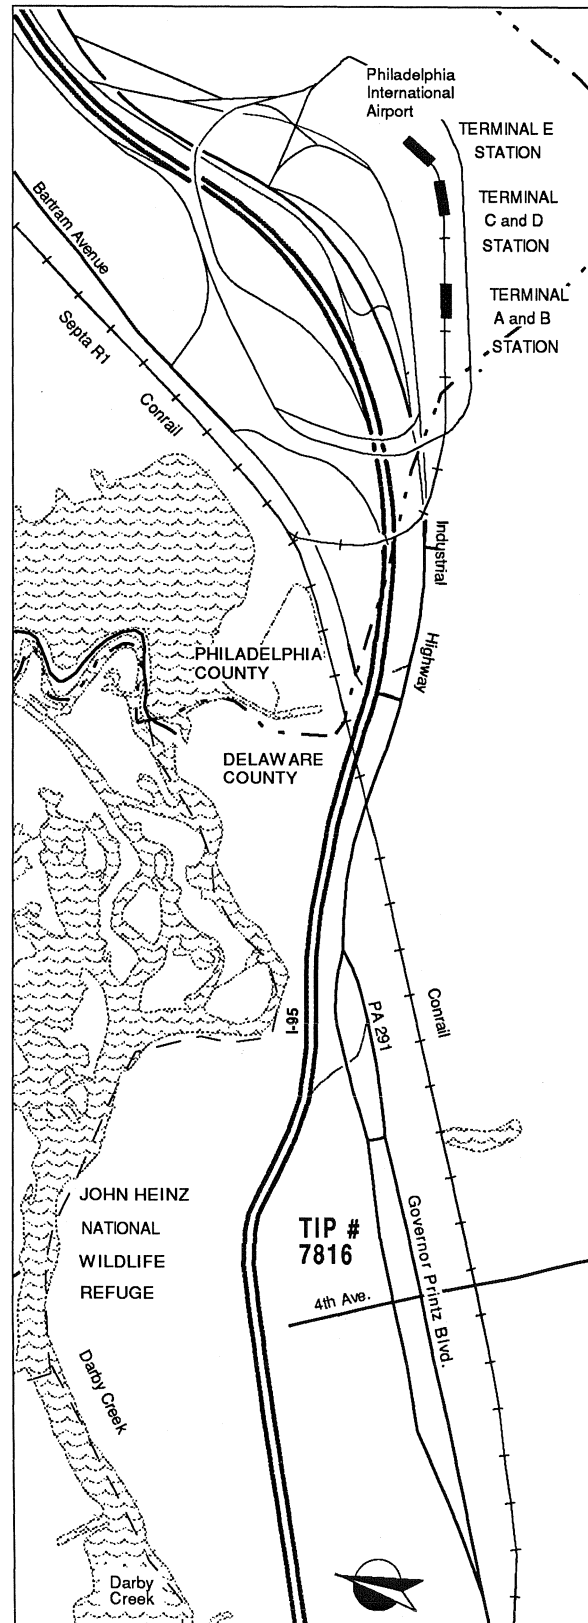 Philadelphia
International
Airport
TERMINAL E
STATION
TERMINAL
C and D
STATION
TERMINAL
A and B
STATION
Bartram Avenue
Septa R1
Conrail
Industrial
Highway
PHILADELPHIA
COUNTY
DELAWARE
COUNTY
I-95
PA 291
Conrail
JOHN HEINZ
NATIONAL
WILDLIFE
REFUGE
TIP #
7816
4th Ave.
Governor Printz Blvd.
Darby Creek
Darby
Creek